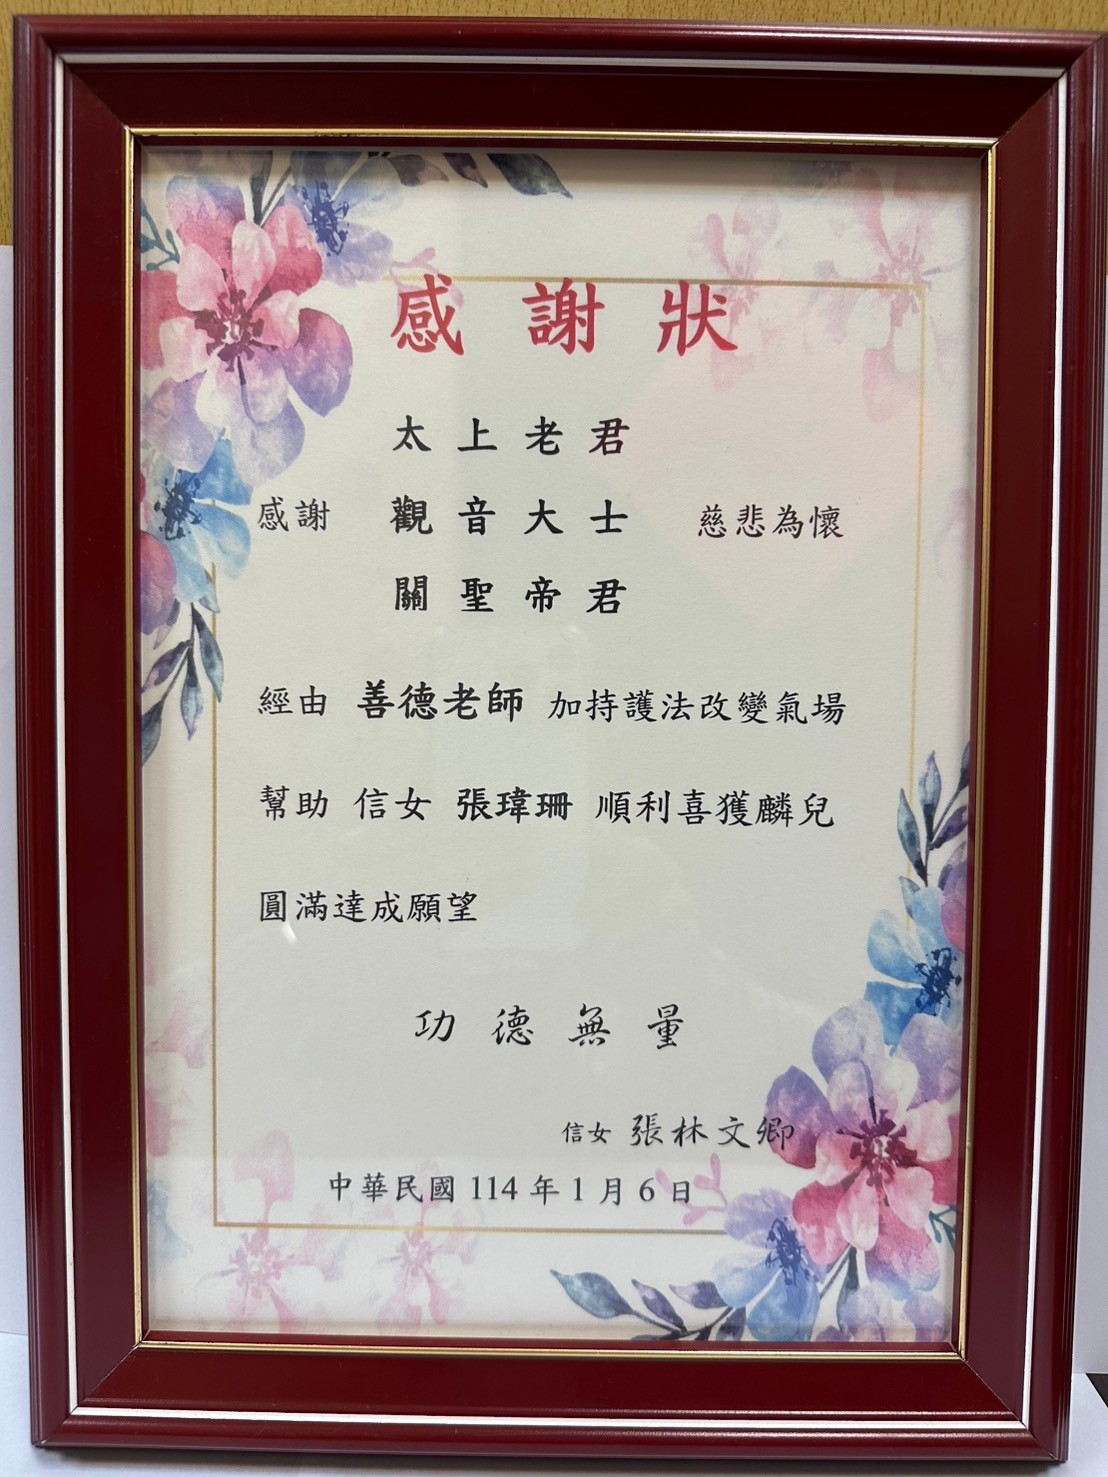 感謝狀
太上老君
感謝 觀音大士 慈悲為懷
關聖帝君
經由 善德老師 加持護法改變氣場
幫助 信女 張瑋珊 順利喜獲麟兒
圓滿達成願望
功德無量
信女 張林文卿
中華民國 114 年 1 月 6 日